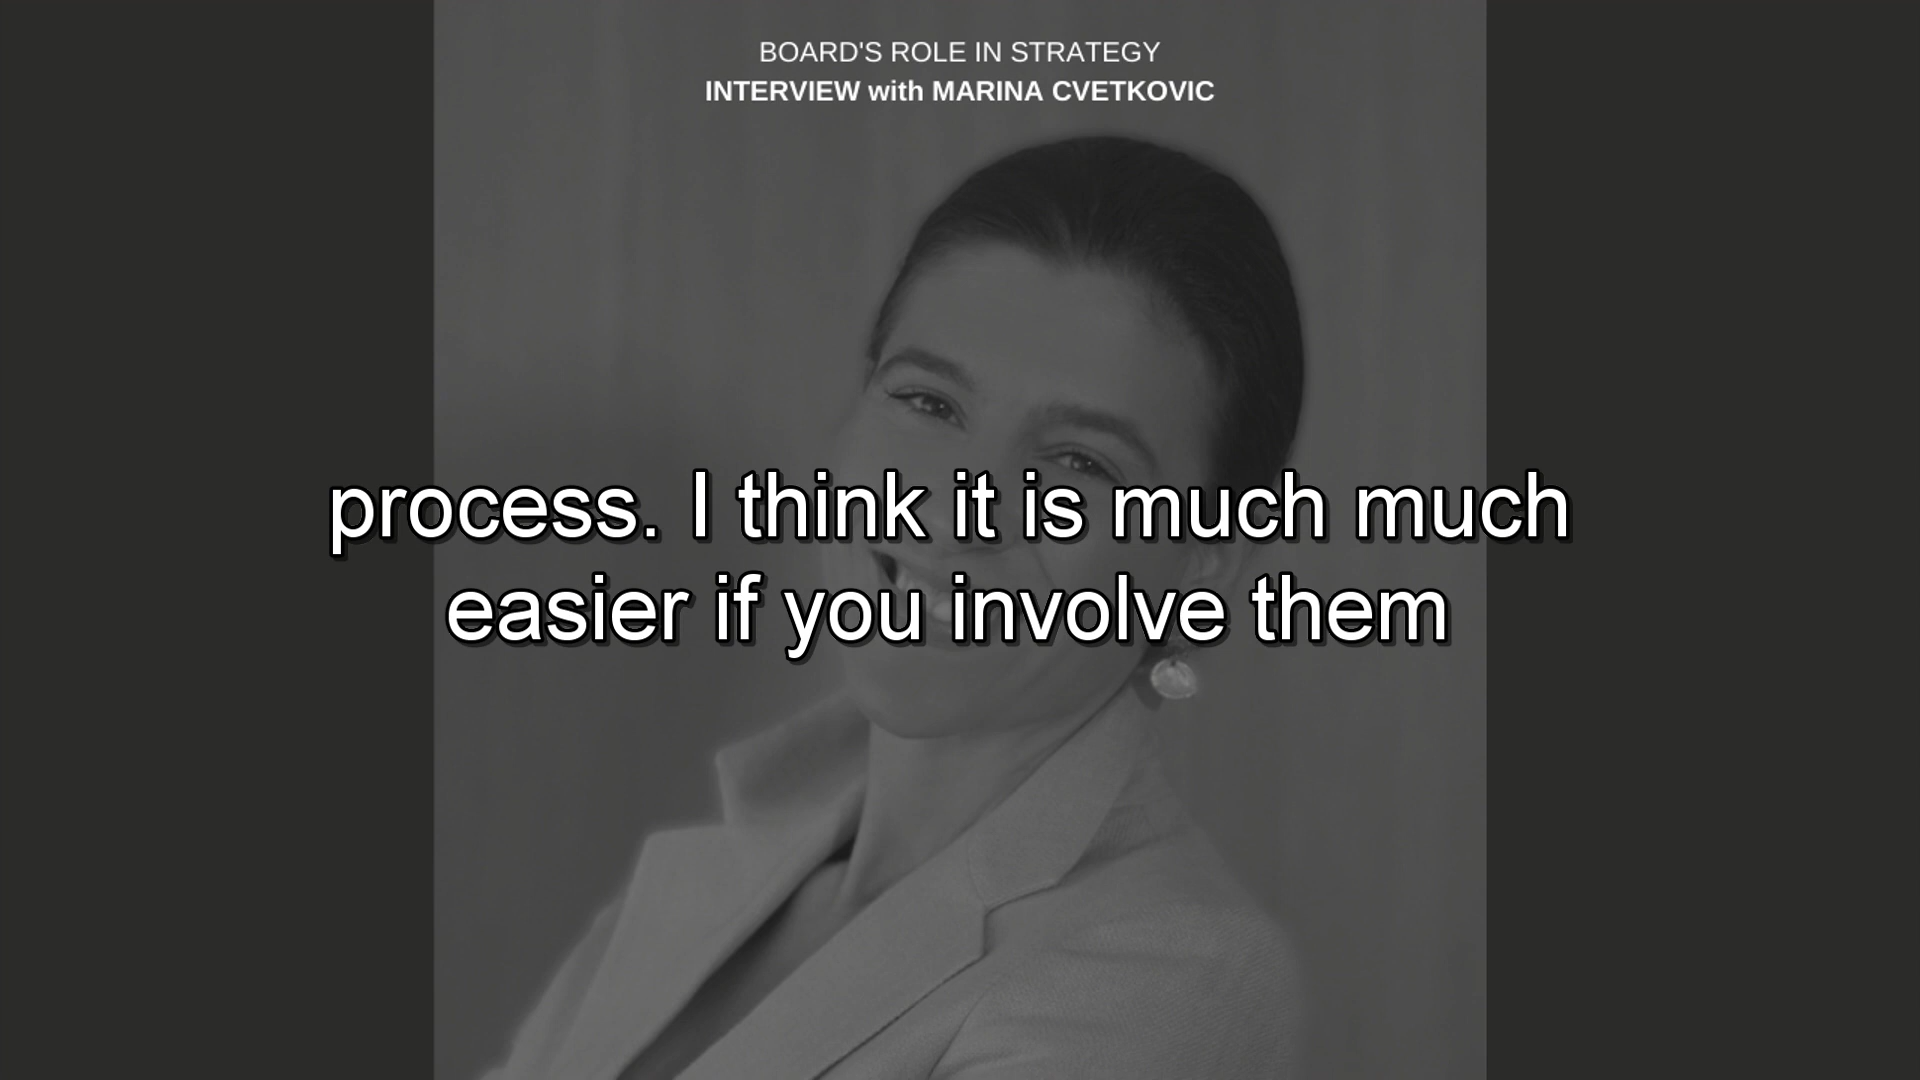 BOARD'S ROLE IN STRATEGY
INTERVIEW with MARINA CVETKOVIC
process. I think it is much much
easier if you involve them